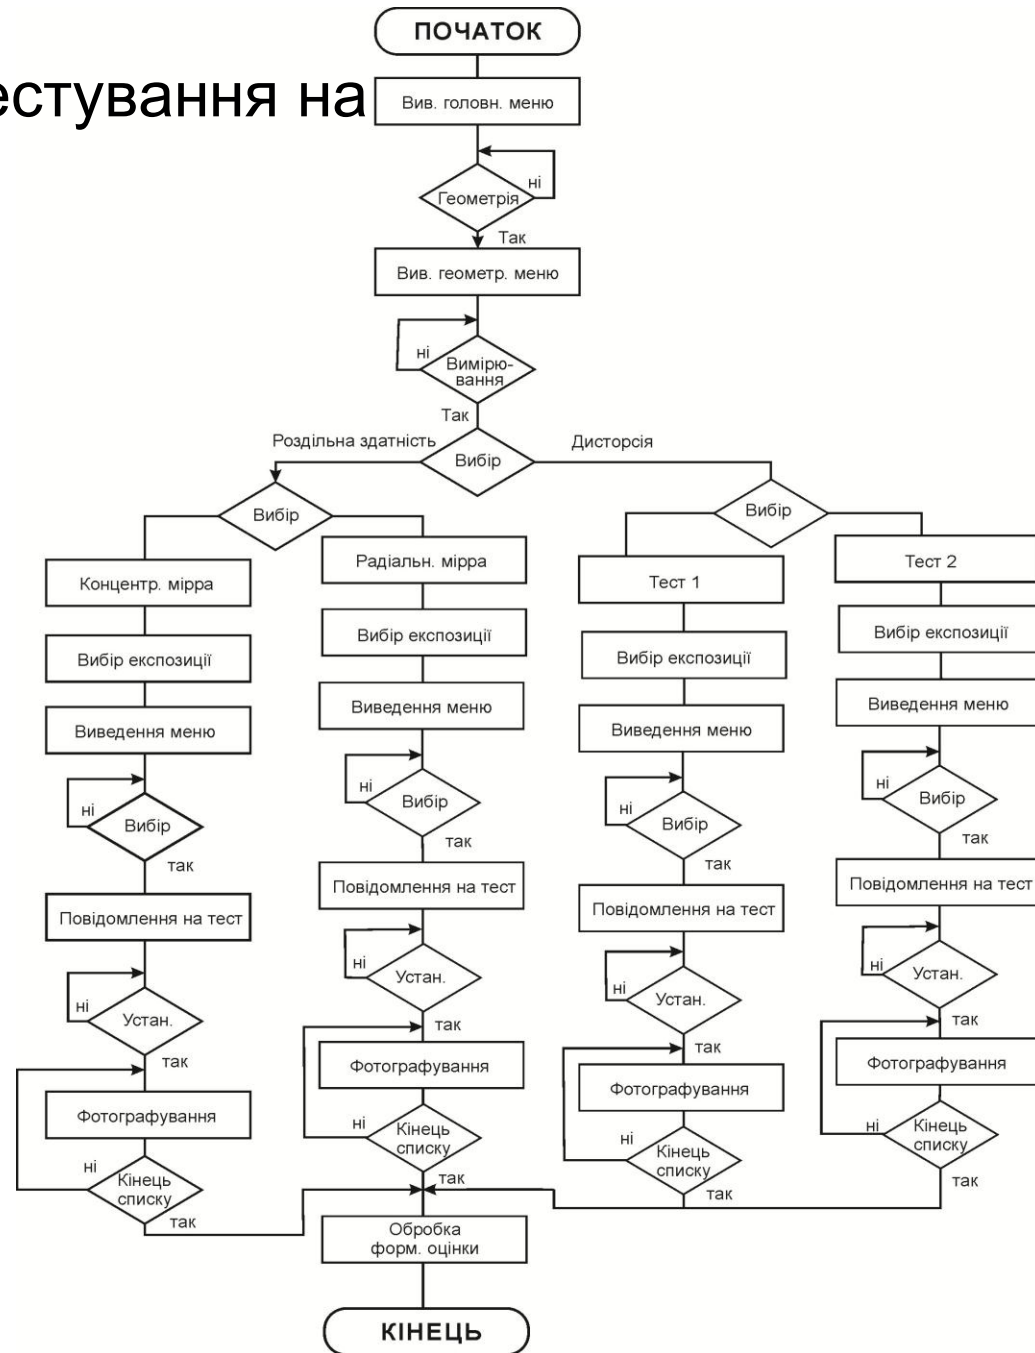 ПОЧАТОК
естування на
Вив. головн. меню
ні
Геометрія
Так
Вив. геометр. меню
ні
Вимірю-
вання
Так
Роздільна здатність
Вибір
Дисторсія
Вибір
Вибір
Концентр. мірра
Вибір експозиції
Виведення меню
ні
Вибір
так
Повідомлення на тест
ні
Устан.
так
Фотографування
ні
Кінець
списку
так
Радіальн. мірра
Вибір експозиції
Виведення меню
ні
Вибір
так
Повідомлення на тест
ні
Устан.
так
Фотографування
ні
Кінець
списку
так
Тест 1
Вибір експозиції
Виведення меню
ні
Вибір
так
Повідомлення на тест
ні
Устан.
так
Фотографування
ні
Кінець
списку
так
Тест 2
Вибір експозиції
Виведення меню
ні
Вибір
так
Повідомлення на тест
ні
Устан.
так
Фотографування
ні
Кінець
списку
так
Обробка
форм. оцінки
КІНЕЦЬ